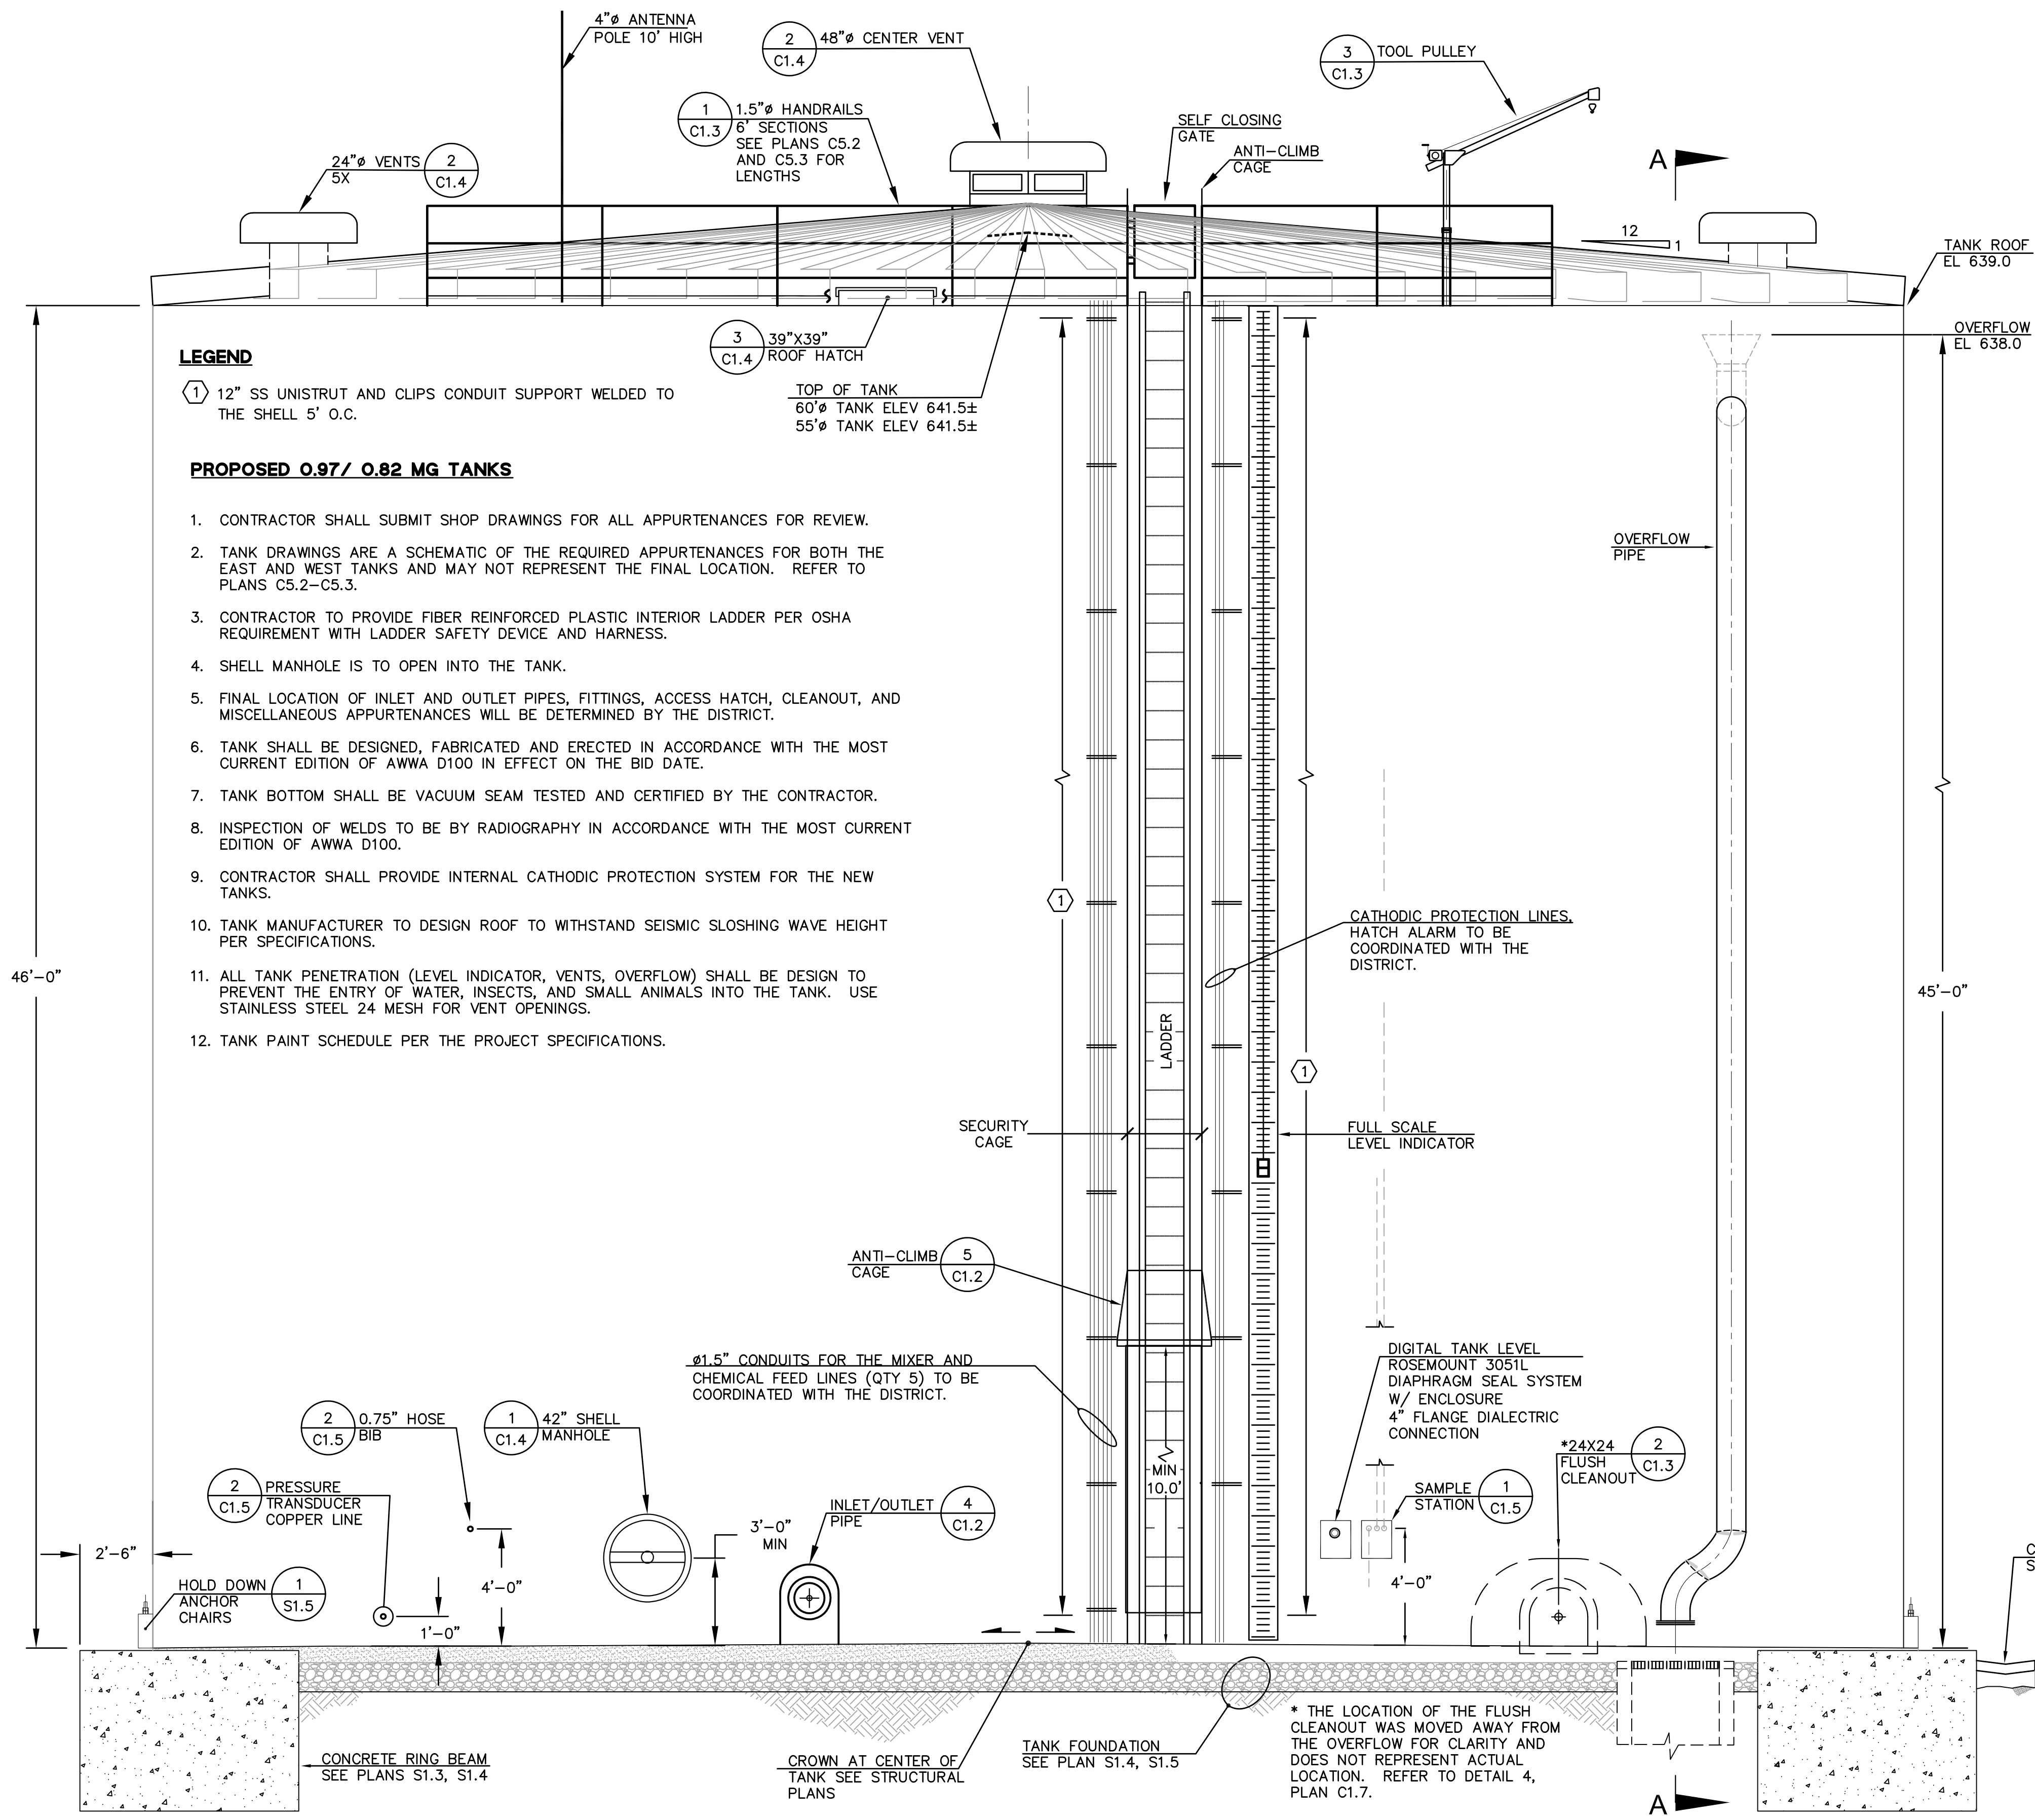 4"ø ANTENNA
POLE 10' HIGH
2
C1.4
48"ø CENTER VENT
3
C1.3
TOOL PULLEY
1
C1.3
1.5"ø HANDRAILS
6' SECTIONS
SEE PLANS C5.2
AND C5.3 FOR
LENGTHS
SELF CLOSING
GATE
ANTI-CLIMB
CAGE
A
24"ø VENTS
5X
2
C1.4
12
1
TANK ROOF
EL 639.0
OVERFLOW
EL 638.0
3
C1.4
39"X39"
ROOF HATCH
TOP OF TANK
60'ø TANK ELEV 641.5±
55'ø TANK ELEV 641.5±
LEGEND
1
12" SS UNISTRUT AND CLIPS CONDUIT SUPPORT WELDED TO
THE SHELL 5' O.C.
PROPOSED 0.97/ 0.82 MG TANKS
1. CONTRACTOR SHALL SUBMIT SHOP DRAWINGS FOR ALL APPURTENANCES FOR REVIEW.
2. TANK DRAWINGS ARE A SCHEMATIC OF THE REQUIRED APPURTENANCES FOR BOTH THE
EAST AND WEST TANKS AND MAY NOT REPRESENT THE FINAL LOCATION. REFER TO
PLANS C5.2-C5.3.
3. CONTRACTOR TO PROVIDE FIBER REINFORCED PLASTIC INTERIOR LADDER PER OSHA
REQUIREMENT WITH LADDER SAFETY DEVICE AND HARNESS.
4. SHELL MANHOLE IS TO OPEN INTO THE TANK.
5. FINAL LOCATION OF INLET AND OUTLET PIPES, FITTINGS, ACCESS HATCH, CLEANOUT, AND
MISCELLANEOUS APPURTENANCES WILL BE DETERMINED BY THE DISTRICT.
6. TANK SHALL BE DESIGNED, FABRICATED AND ERECTED IN ACCORDANCE WITH THE MOST
CURRENT EDITION OF AWWA D100 IN EFFECT ON THE BID DATE.
7. TANK BOTTOM SHALL BE VACUUM SEAM TESTED AND CERTIFIED BY THE CONTRACTOR.
8. INSPECTION OF WELDS TO BE BY RADIOGRAPHY IN ACCORDANCE WITH THE MOST CURRENT
EDITION OF AWWA D100.
9. CONTRACTOR SHALL PROVIDE INTERNAL CATHODIC PROTECTION SYSTEM FOR THE NEW
TANKS.
10. TANK MANUFACTURER TO DESIGN ROOF TO WITHSTAND SEISMIC SLOSHING WAVE HEIGHT
PER SPECIFICATIONS.
11. ALL TANK PENETRATION (LEVEL INDICATOR, VENTS, OVERFLOW) SHALL BE DESIGN TO
PREVENT THE ENTRY OF WATER, INSECTS, AND SMALL ANIMALS INTO THE TANK. USE
STAINLESS STEEL 24 MESH FOR VENT OPENINGS.
12. TANK PAINT SCHEDULE PER THE PROJECT SPECIFICATIONS.
OVERFLOW
PIPE
46'-0"
45'-0"
1
1
CATHODIC PROTECTION LINES,
HATCH ALARM TO BE
COORDINATED WITH THE
DISTRICT.
LADDER
SECURITY
CAGE
FULL SCALE
LEVEL INDICATOR
ANTI-CLIMB
CAGE
5
C1.2
ø1.5" CONDUITS FOR THE MIXER AND
CHEMICAL FEED LINES (QTY 5) TO BE
COORDINATED WITH THE DISTRICT.
DIGITAL TANK LEVEL
ROSEMOUNT 3051L
DIAPHRAGM SEAL SYSTEM
W/ ENCLOSURE
4" FLANGE DIALECTRIC
CONNECTION
2
C1.5
0.75" HOSE
BIB
1
C1.4
42" SHELL
MANHOLE
*24X24
FLUSH
CLEANOUT
2
C1.3
MIN
10.0'
2
C1.5
PRESSURE
TRANSDUCER
COPPER LINE
INLET/OUTLET
PIPE
4
C1.2
SAMPLE
STATION
1
C1.5
3'-0"
MIN
2'-6"
HOLD DOWN
ANCHOR
CHAIRS
1
S1.5
4'-0"
4'-0"
1'-0"
CONCRETE RING BEAM
SEE PLANS S1.3, S1.4
CROWN AT CENTER OF
TANK SEE STRUCTURAL
PLANS
TANK FOUNDATION
SEE PLAN S1.4, S1.5
* THE LOCATION OF THE FLUSH
CLEANOUT WAS MOVED AWAY FROM
THE OVERFLOW FOR CLARITY AND
DOES NOT REPRESENT ACTUAL
LOCATION. REFER TO DETAIL 4,
PLAN C1.7.
A